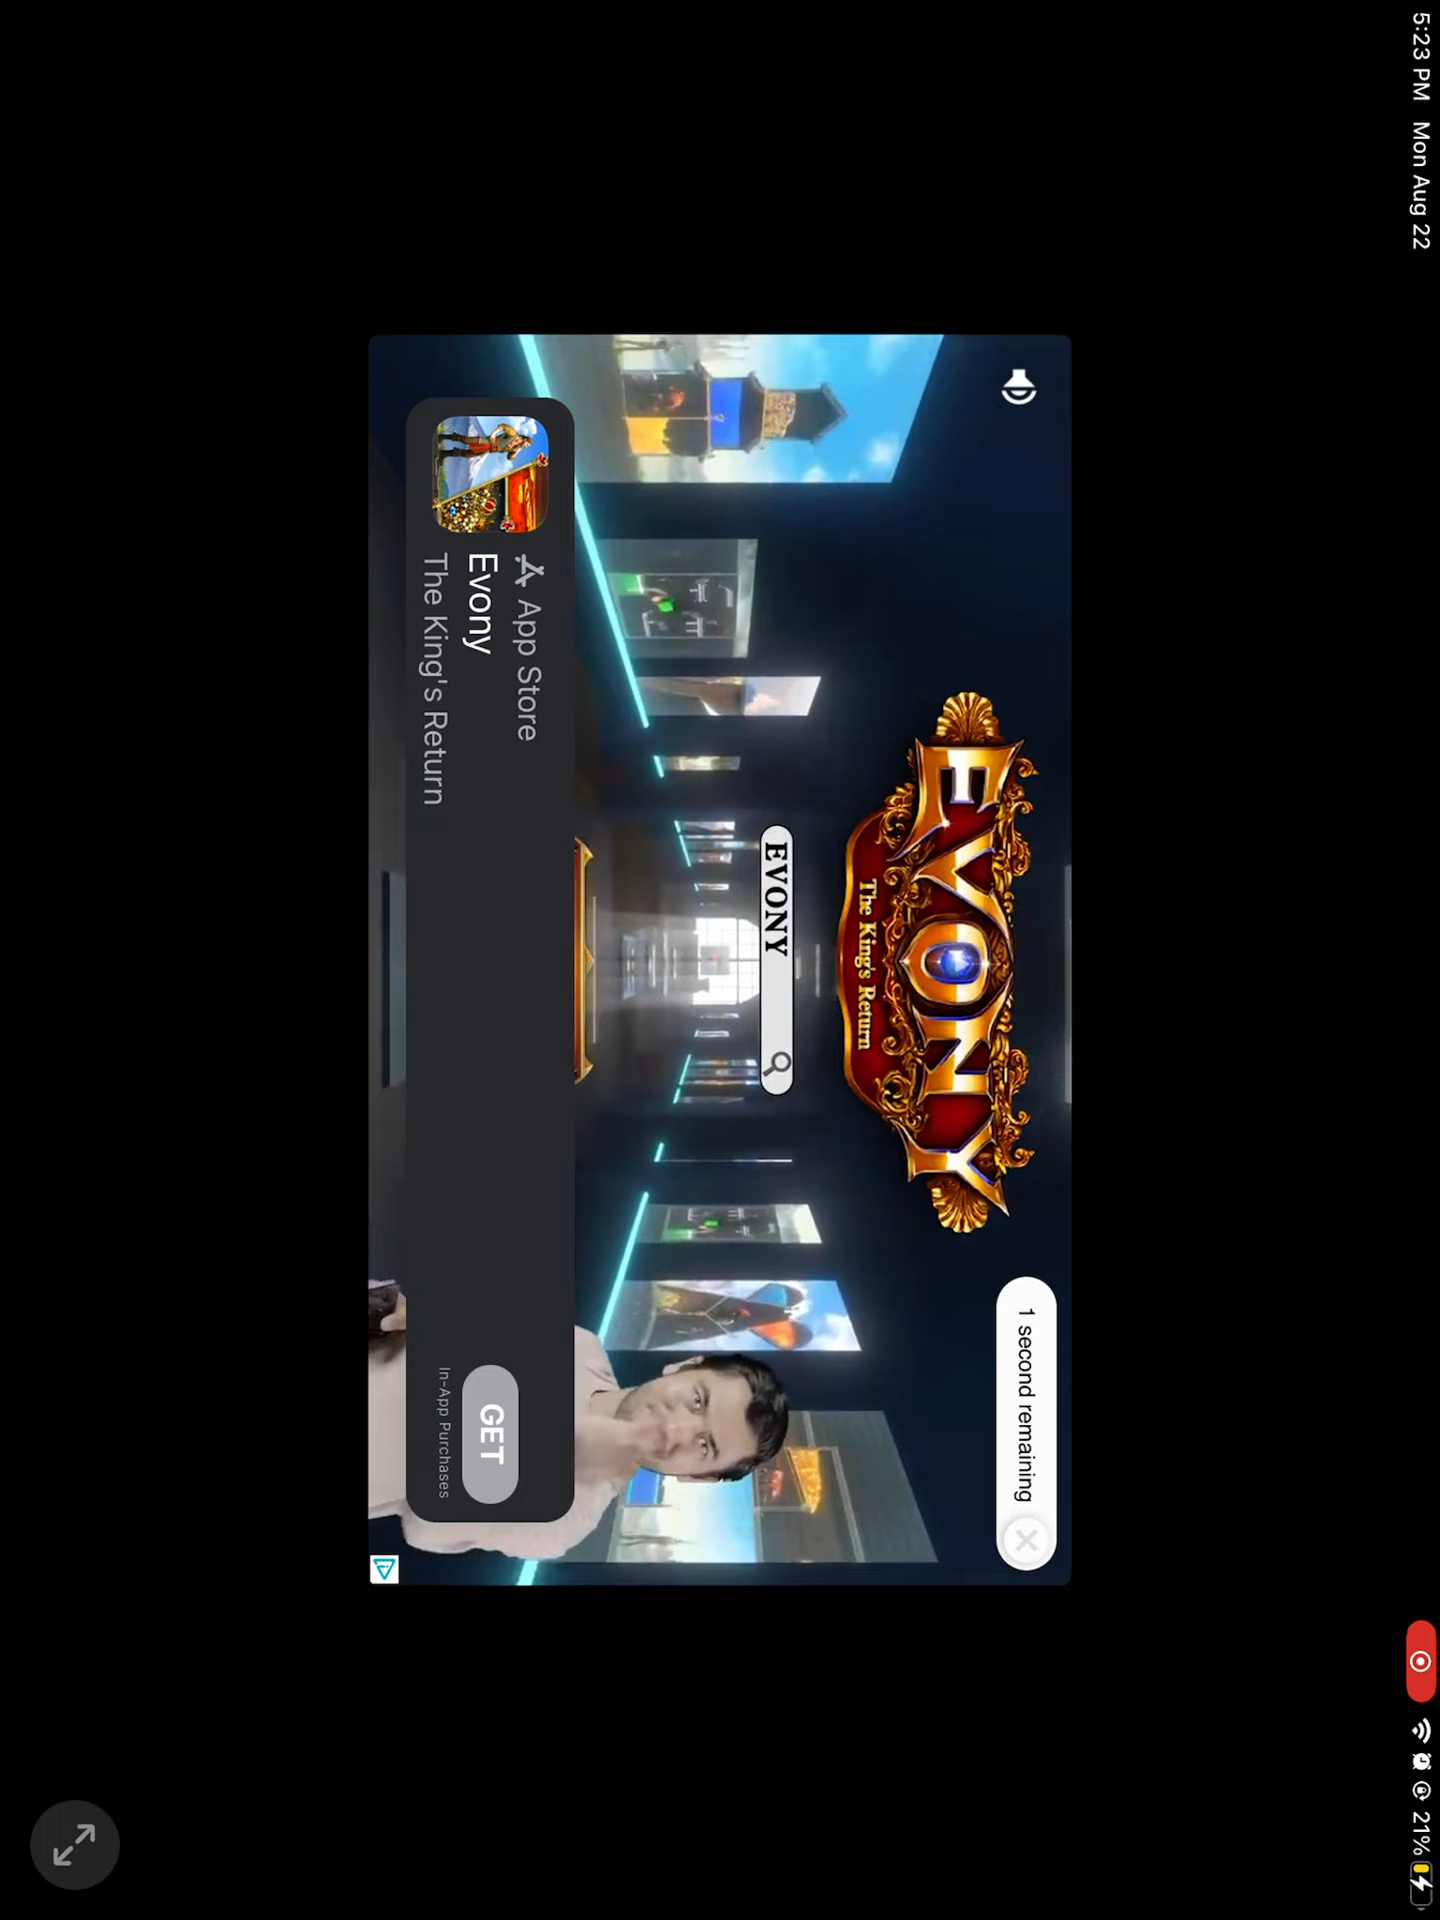 5:23 PM Mon Aug 22
21%
1 second remaining
EVONY
The King's Return
EVONY
App Store
Evony
The King's Return
GET
In-App Purchases